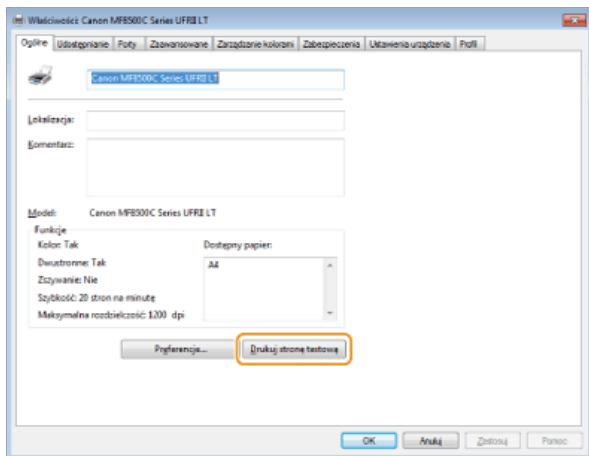 Właściwości: Canon MF8500C Series UFRII LT
Ogólne Udostępnianie Porty Zaawansowane Zarządzanie kolorami Zabezpieczenia Ustawienia urządzenia Profil
Canon MF8500C Series UFRII LT
Lokalizacja:
Komentarz:
Model: Canon MF8500C Series UFRII LT
Funkcje
Kolor: Tak Dostępny papier:
Dwustronne: Tak A4
Zszywanie: Nie
Szybkość: 20 stron na minutę
Maksymalna rozdzielczość: 1200 dpi
Preferencje... Drukuj stronę testową
OK Anuluj Zastosuj Pomoc